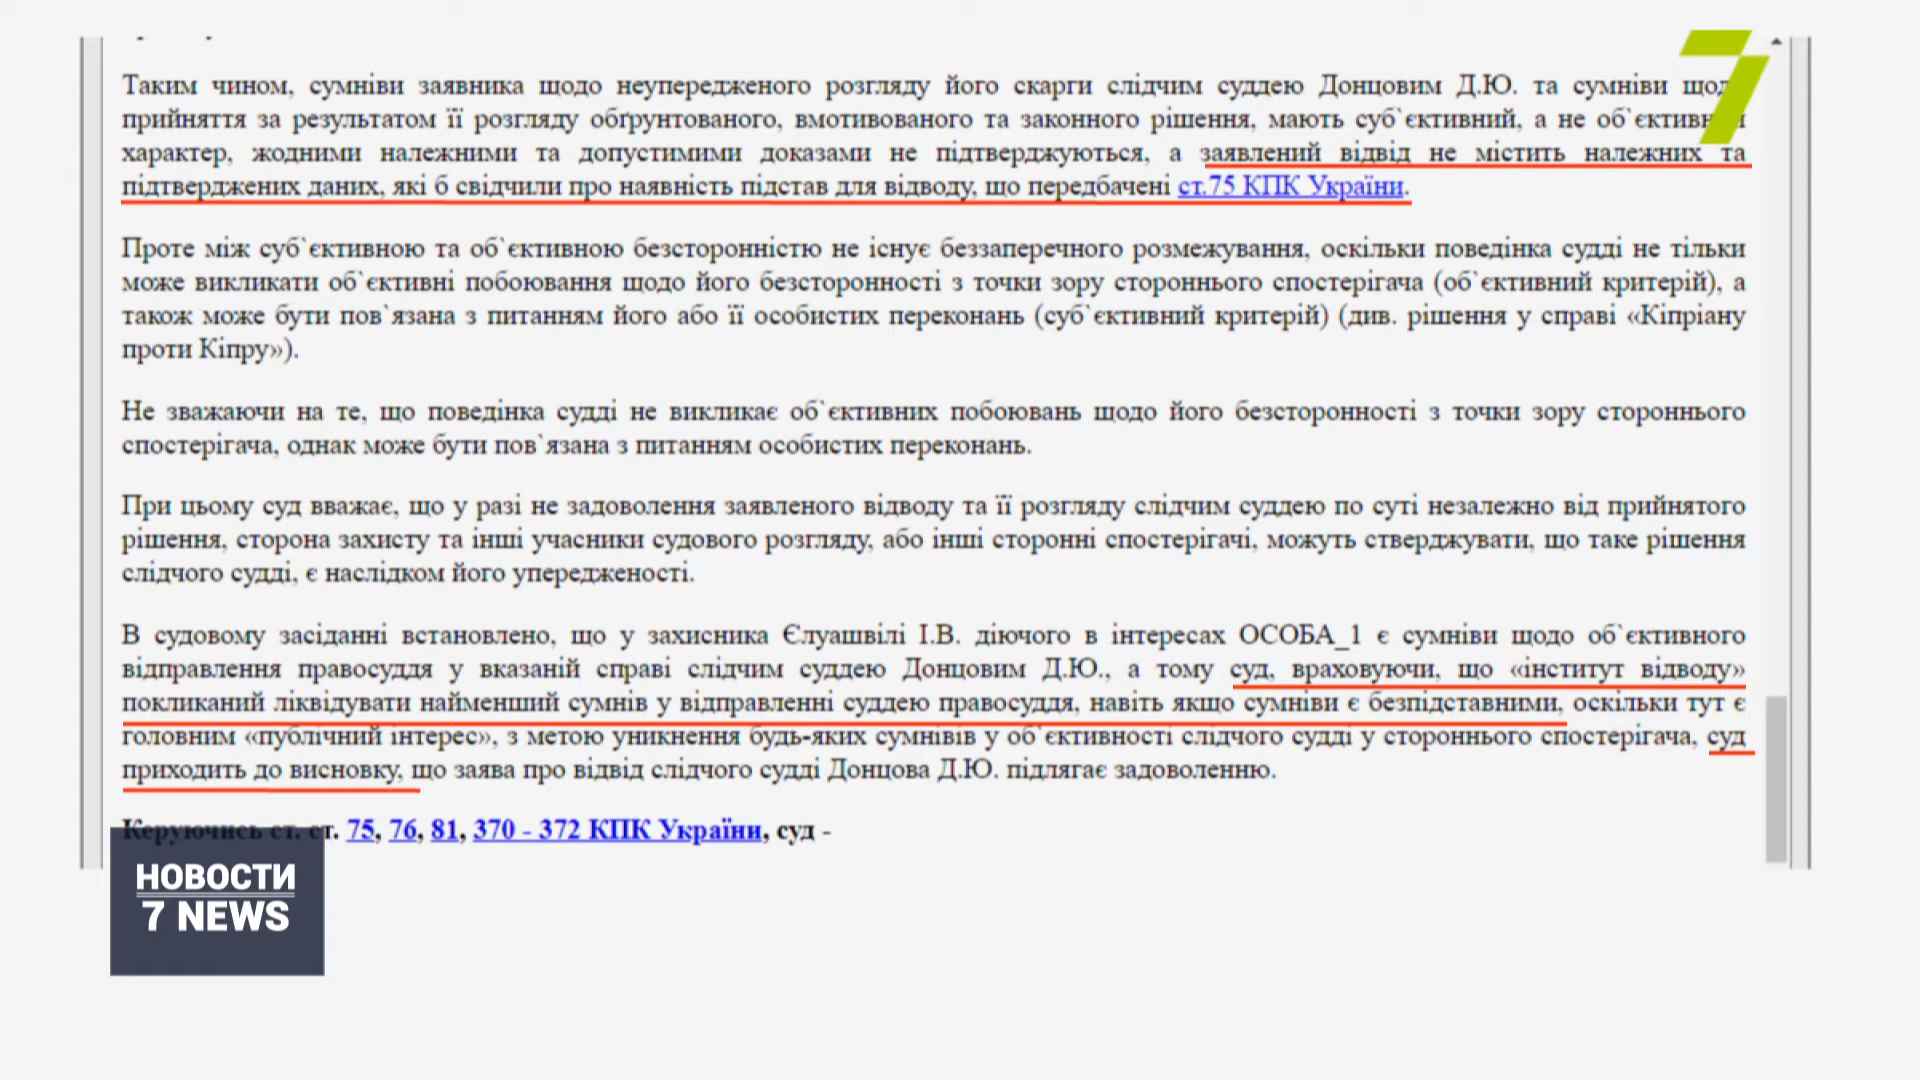 Таким чином, сумніви заявника щодо неупередженого розгляду його скарги слідчим суддею Донцовим Д.Ю. та сумніви
прийняття за результатом її розгляду обґрунтованого, вмотивованого та законного рішення, мають суб`єктивний, а не
характер, жодними належними та допустимими доказами не підтверджуються, а заявлений відвід не містить належних та
підтверджених даних, які б свідчили про наявність підстав для відводу, що передбачені ст.75 КПК України.
Проте між суб`єктивною та об`єктивною безсторонністю не існує беззаперечного розмежування, оскільки поведінка судді не тільки
може викликати об`єктивні побоювання щодо його безсторонності з точки зору стороннього спостерігача (об`єктивний критерій), а
також може бути пов`язана з питанням його або її особистих переконань (суб`єктивний критерій) (див. рішення у справі «Кіпріану
проти Кіпру»).
Не зважаючи на те, що поведінка судді не викликає об`єктивних побоювань щодо його безсторонності з точки зору стороннього
спостерігача, однак може бути пов`язана з питанням особистих переконань.
При цьому суд вважає, що у разі не задоволення заявленого відводу та її розгляду слідчим суддею по суті незалежно від прийнятого
рішення, сторона захисту та інші учасники судового розгляду, або інші сторонні спостерігачі, можуть стверджувати, що таке рішення
слідчого судді, є наслідком його упередженості.
В судовому засіданні встановлено, що у захисника Єлуашвілі І.В. діючого в інтересах ОСОБА_1 є сумніви щодо об`єктивного
відправлення правосуддя у вказаній справі слідчим суддею Донцовим Д.Ю., а тому суд, враховуючи, що «інститут відводу»
покликаний ліквідувати найменший сумнів у відправленні суддею правосуддя, навіть якщо сумніви є безпідставними, оскільки тут є
головним «публічний інтерес», з метою уникнення будь-яких сумнівів у об`єктивності слідчого судді у стороннього спостерігача, суд
приходить до висновку, що заява про відвід слідчого судді Донцова Д.Ю. підлягає задоволенню.
Керуючись ст. ст. 75, 76, 81, 370 - 372 КПК України, суд -
НОВОСТИ
7 NEWS
7